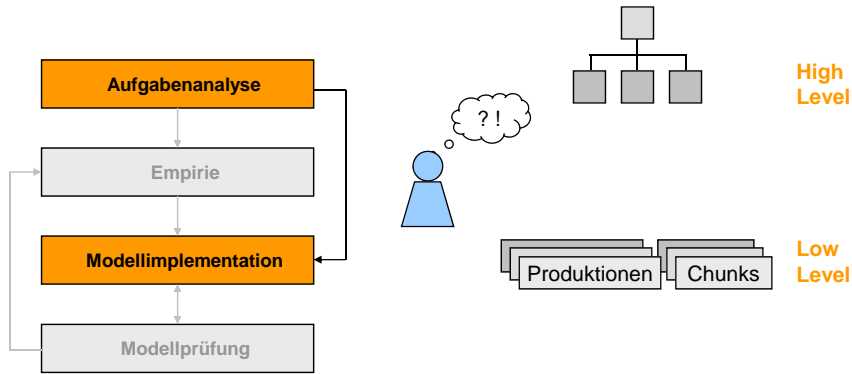 Aufgabenanalyse
Empirie
Modellimplementation
Modellprüfung
? !
High
Level
Produktionen
Chunks
Low
Level